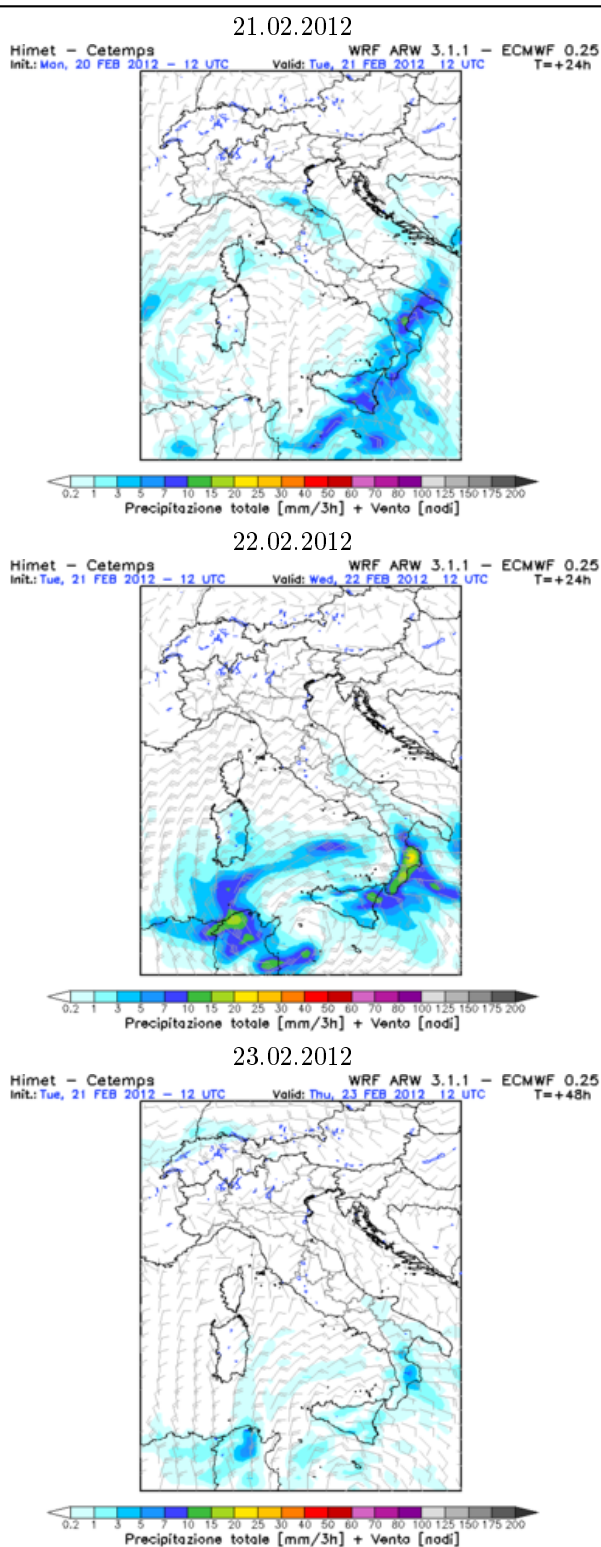 21.02.2012
Himet – Cetemps WRF ARW 3.1.1 – ECMWF 0.25
Init.: Mon, 20 FEB 2012 – 12 UTC Valid: Tue, 21 FEB 2012 12 UTC T=+24h
0.2 1 3 5 7 10 15 20 25 30 40 50 60 70 80 100 125 150 175 200
Precipitazione totale [mm/3h] + Vento [nodi]
22.02.2012
Himet – Cetemps WRF ARW 3.1.1 – ECMWF 0.25
Init.: Tue, 21 FEB 2012 – 12 UTC Valid: Wed, 22 FEB 2012 12 UTC T=+24h
0.2 1 3 5 7 10 15 20 25 30 40 50 60 70 80 100 125 150 175 200
Precipitazione totale [mm/3h] + Vento [nodi]
23.02.2012
Himet – Cetemps WRF ARW 3.1.1 – ECMWF 0.25
Init.: Tue, 21 FEB 2012 – 12 UTC Valid: Thu, 23 FEB 2012 12 UTC T=+48h
0.2 1 3 5 7 10 15 20 25 30 40 50 60 70 80 100 125 150 175 200
Precipitazione totale [mm/3h] + Vento [nodi]